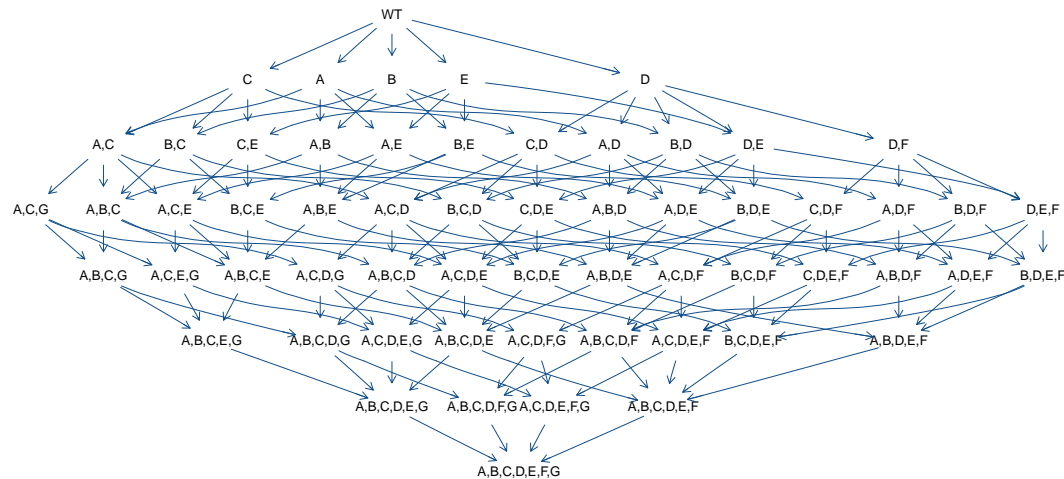 WT
C A B E D
A,C B,C C,E A,B A,E B,E C,D A,D B,D D,E D,F
A,C,G A,B,C A,C,E B,C,E A,B,E A,C,D B,C,D C,D,E A,B,D A,D,E B,D,E C,D,F A,D,F B,D,F D,E,F
A,B,C,G A,C,E,G A,B,C,E A,C,D,G A,B,C,D A,C,D,E B,C,D,E A,B,D,E A,C,D,F B,C,D,F C,D,E,F A,B,D,F A,D,E,F B,D,E,F
A,B,C,E,G A,B,C,D,G A,C,D,E,G A,B,C,D,E A,C,D,F,G A,B,C,D,F A,C,D,E,F B,C,D,E,F A,B,D,E,F
A,B,C,D,E,G A,B,C,D,F,G A,C,D,E,F,G A,B,C,D,E,F
A,B,C,D,E,F,G